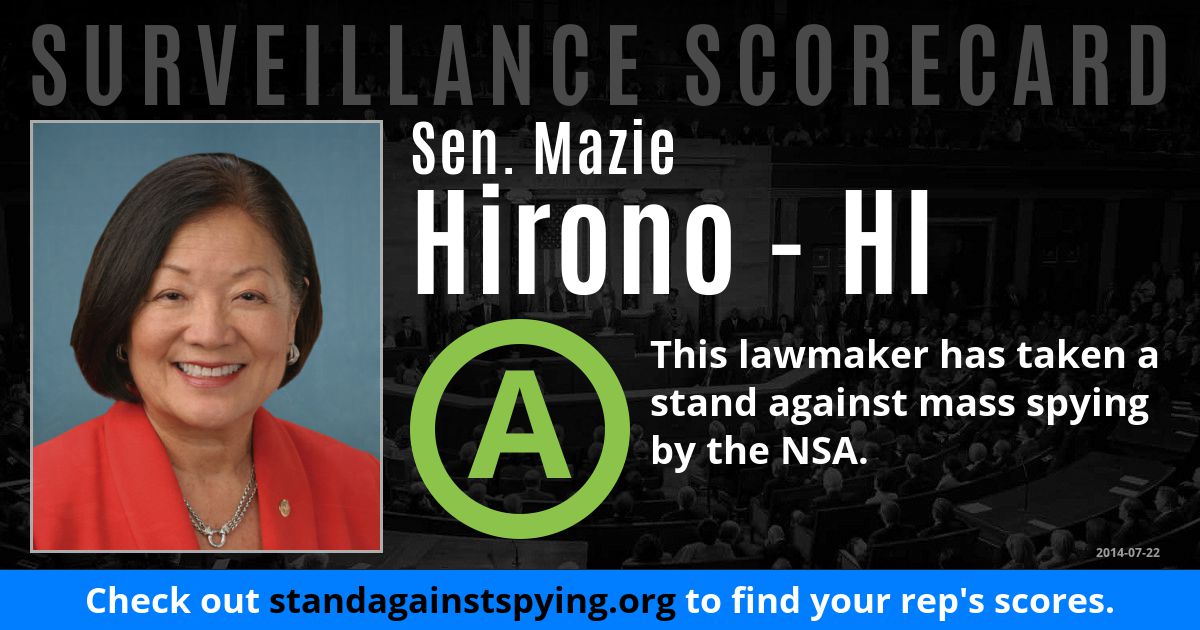 SURVEILLANCE SCORECARD
Sen. Mazie
Hirono - HI
A
This lawmaker has taken a
stand against mass spying
by the NSA.
2014-07-22
Check out standagainstspying.org to find your rep's scores.